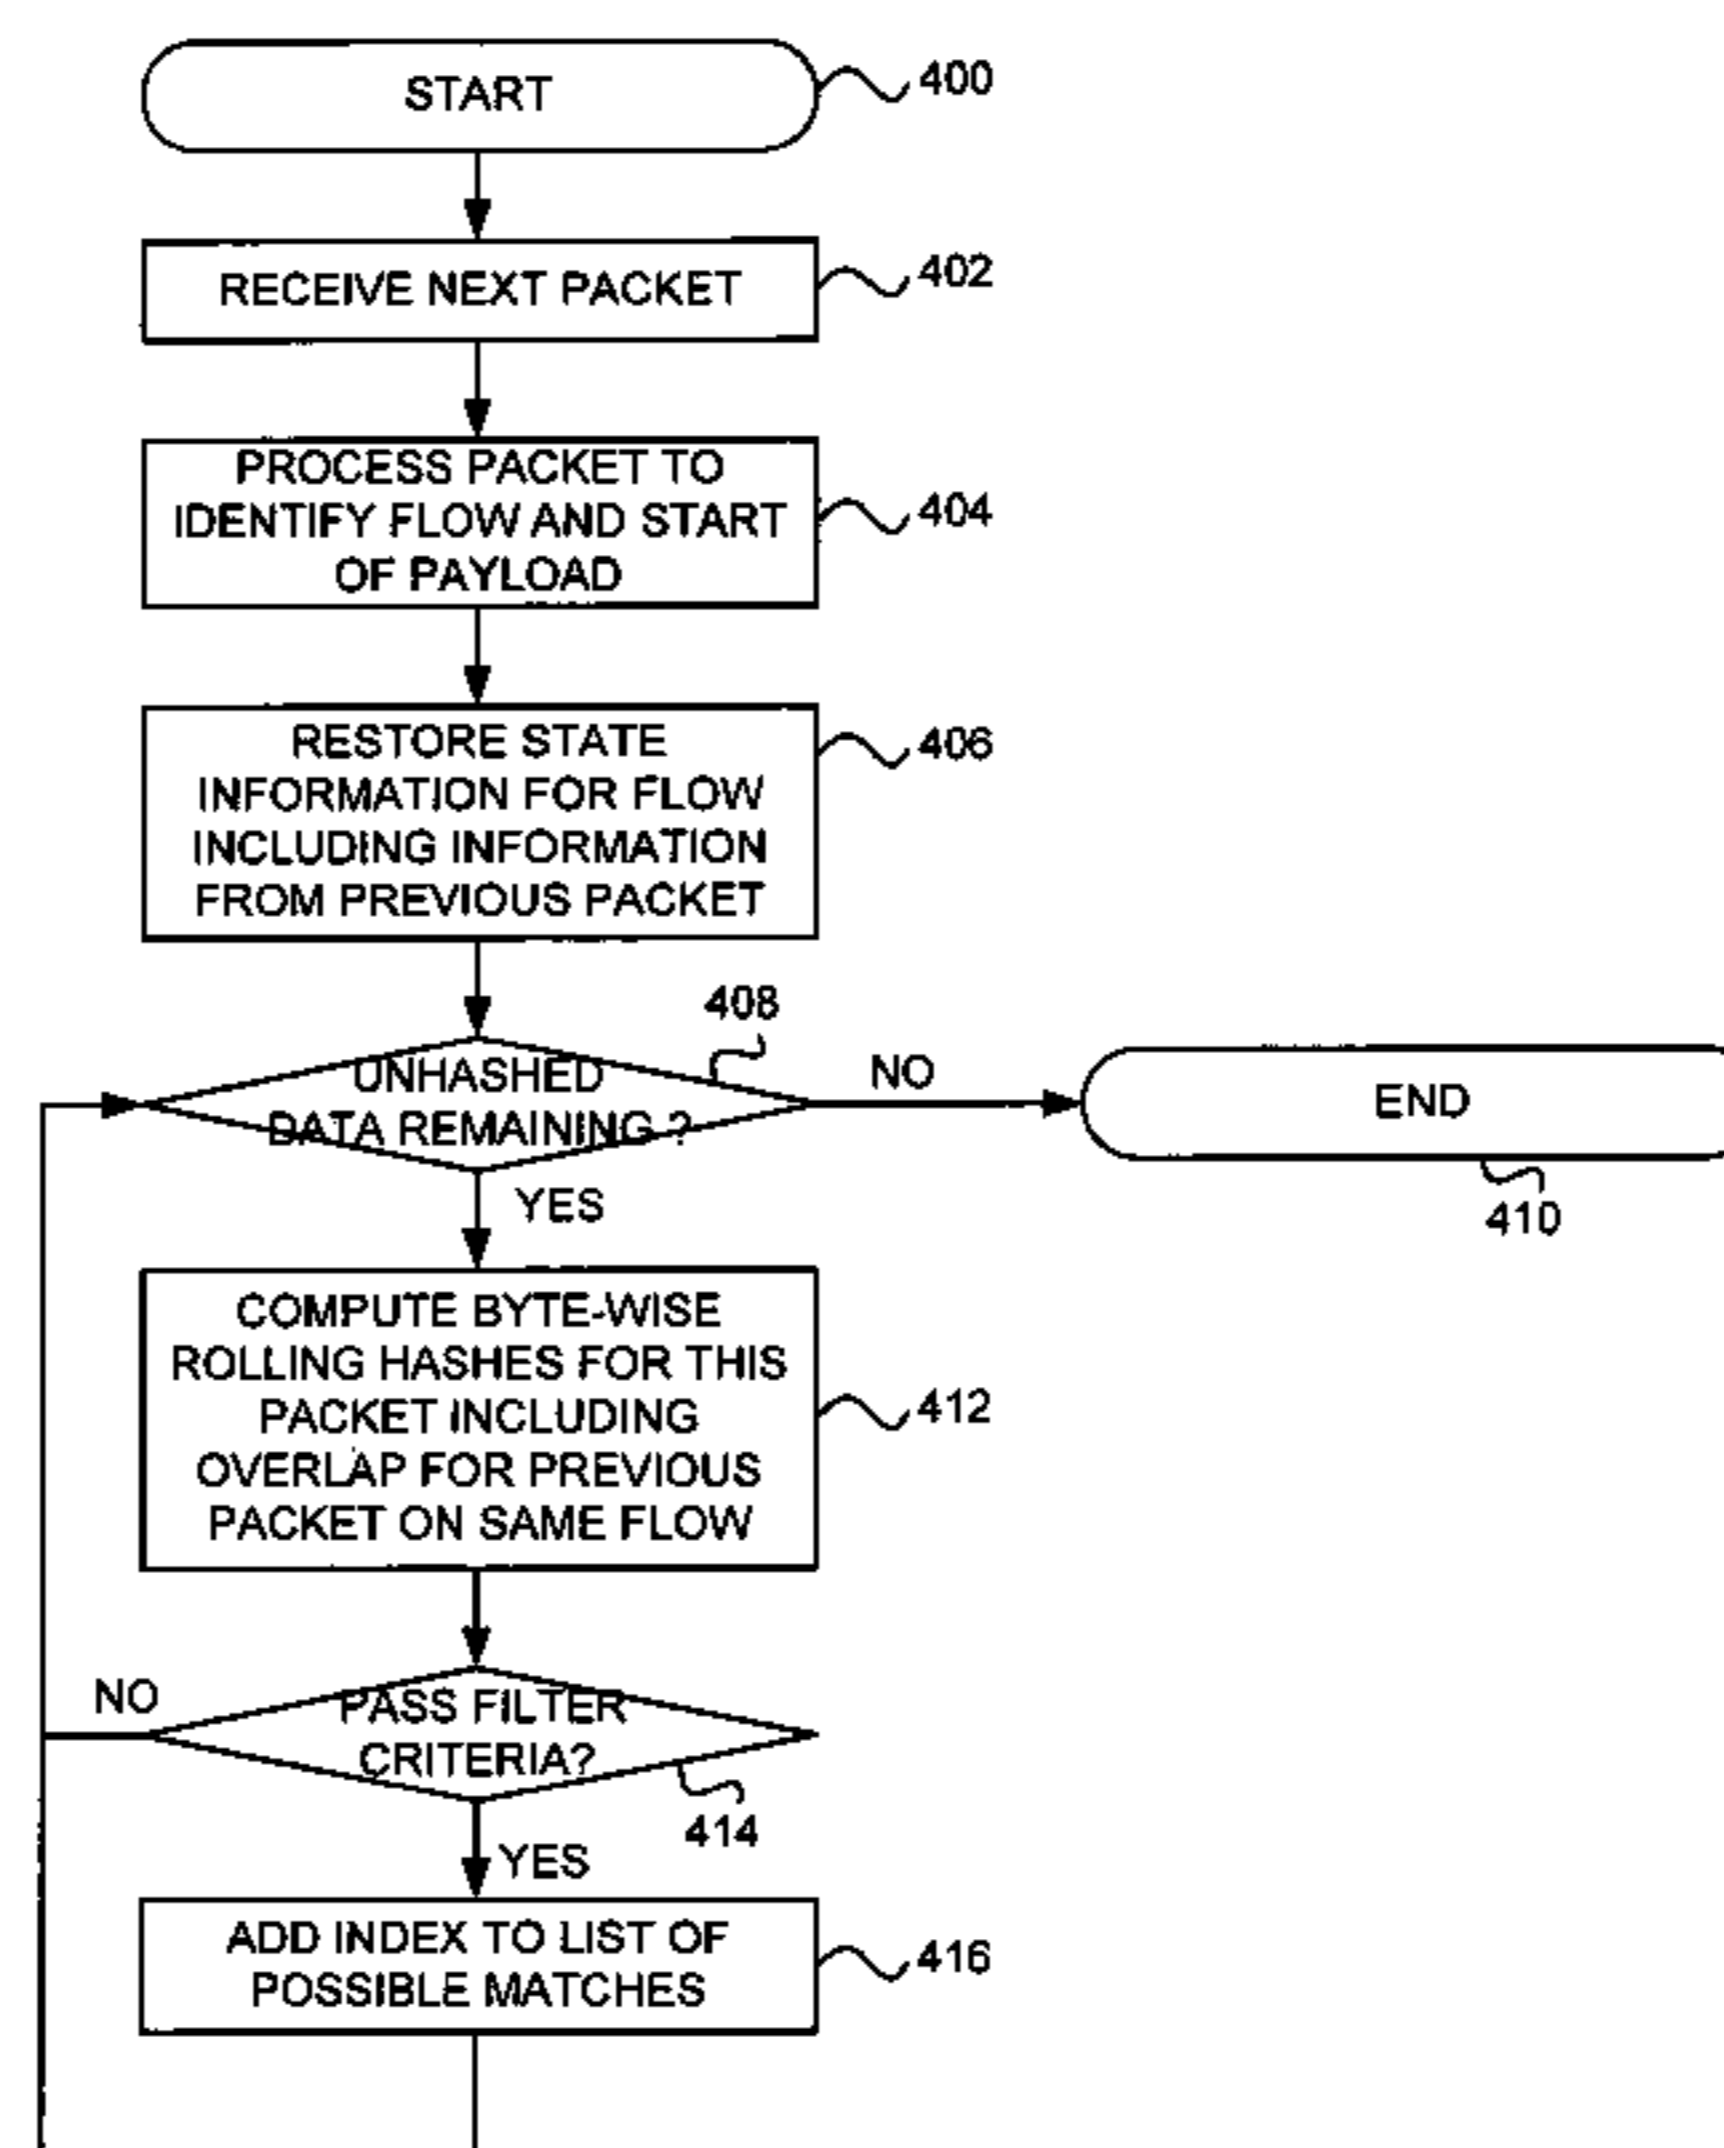 START
400
RECEIVE NEXT PACKET
402
PROCESS PACKET TO
IDENTIFY FLOW AND START
OF PAYLOAD
404
RESTORE STATE
INFORMATION FOR FLOW
INCLUDING INFORMATION
FROM PREVIOUS PACKET
406
408
UNHASHED
DATA REMAINING ?
NO
END
410
YES
COMPUTE BYTE-WISE
ROLLING HASHES FOR THIS
PACKET INCLUDING
OVERLAP FOR PREVIOUS
PACKET ON SAME FLOW
412
NO
PASS FILTER
CRITERIA?
414
YES
ADD INDEX TO LIST OF
POSSIBLE MATCHES
416